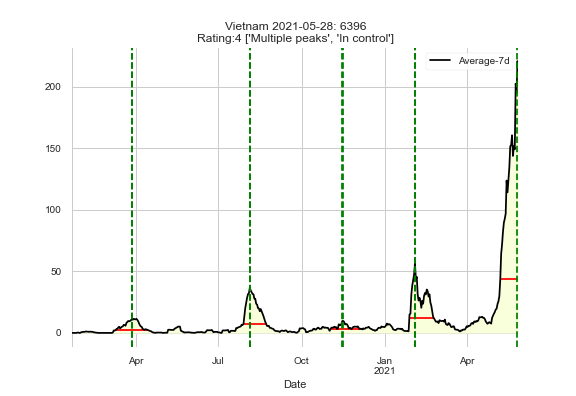 Vietnam 2021-05-28: 6396
Rating:4 ['Multiple peaks', 'In control']
Average-7d
200
150
100
50
0
Apr
Jul
Oct
Jan
2021
Apr
Date